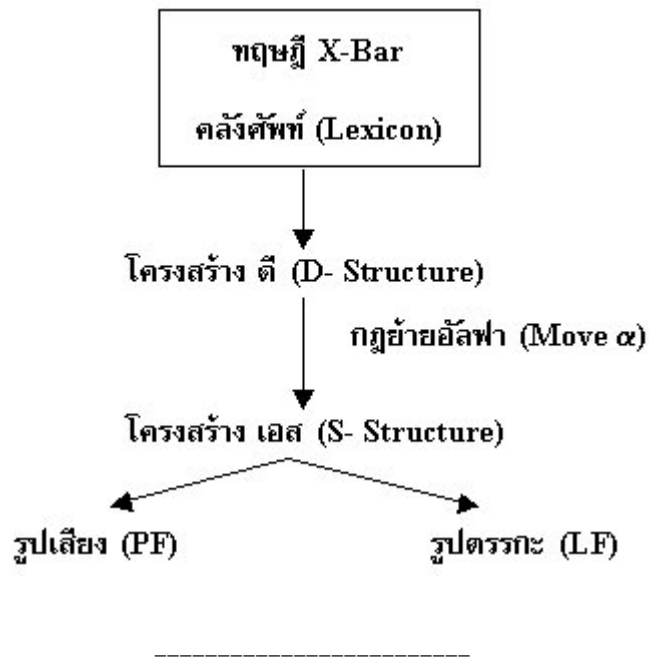 ทฤษฎี X-Bar
คลังศัพท์ (Lexicon)
โครงสร้าง ดี (D- Structure)
กฎย้ายอัลฟา (Move α)
โครงสร้าง เอส (S- Structure)
รูปเสียง (PF) รูปตรรกะ (LF)